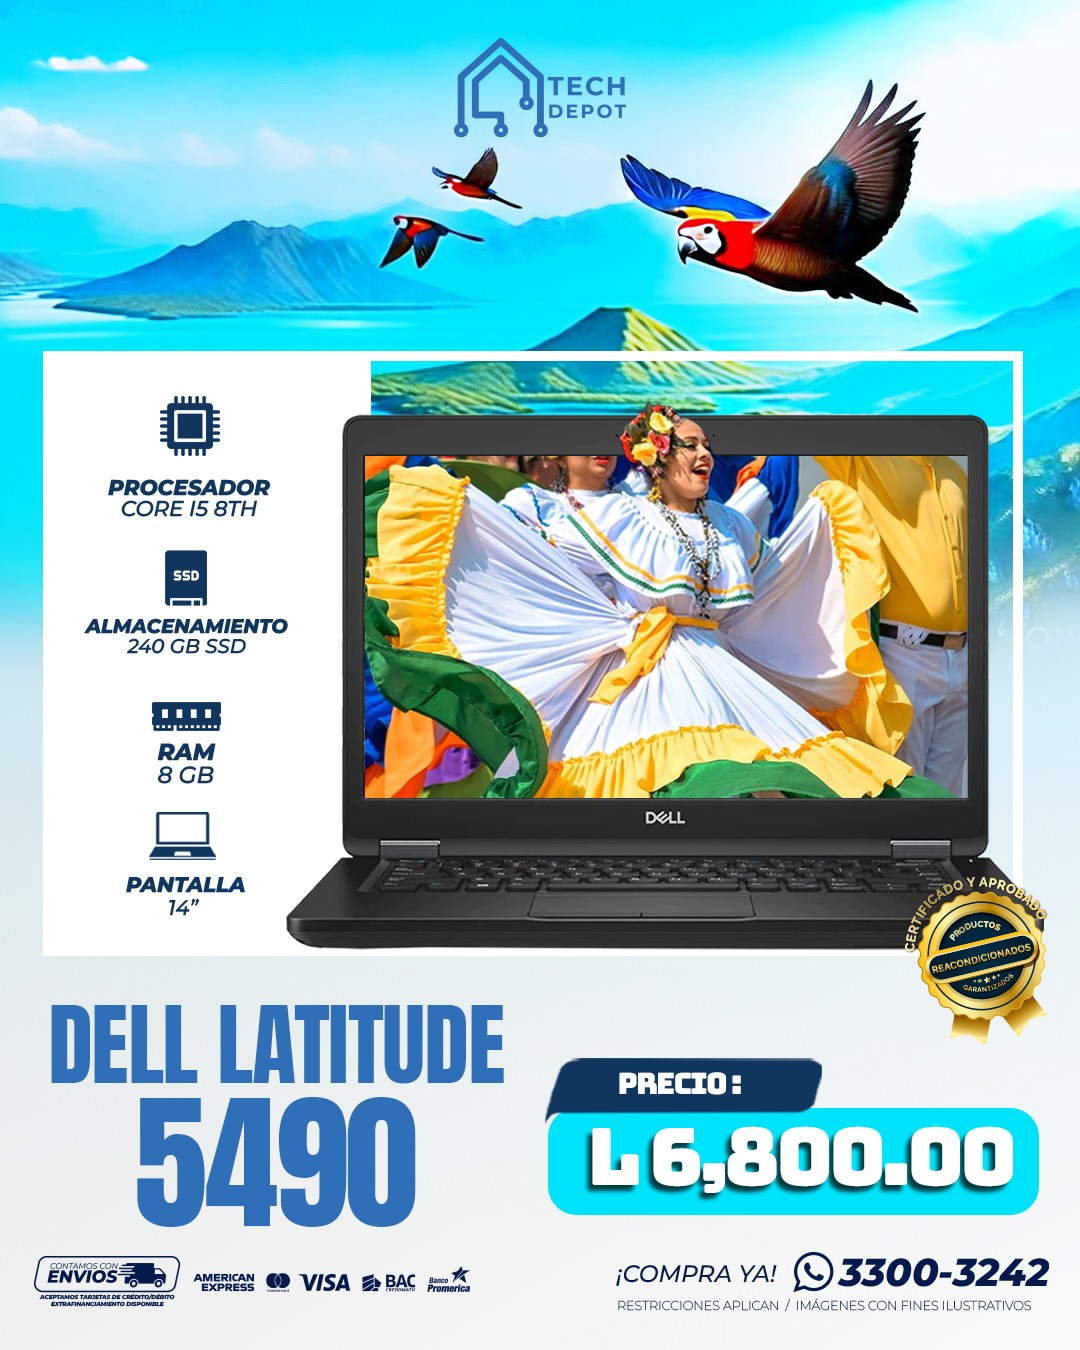 TECH
DEPOT
PROCESADOR
CORE I5 8TH
SSD
ALMACENAMIENTO
240 GB SSD
RAM
8 GB
PANTALLA
14”
DELL
CERTIFICADO Y APROBADO
PRODUCTOS
REACONDICIONADOS
GARANTIZADOS
DELL LATITUDE
5490
PRECIO:
L 6,800.00
CONTAMOS CON
ENVIOS
ACEPTAMOS TARJETAS DE CRÉDITO/DÉBITO
EXTRAFINANCIAMIENTO DISPONIBLE
AMERICAN
EXPRESS
mastercard
VISA
BAC
CREDOMATIC
Banco
Promerica
¡COMPRA YA! 3300-3242
RESTRICCIONES APLICAN / IMÁGENES CON FINES ILUSTRATIVOS